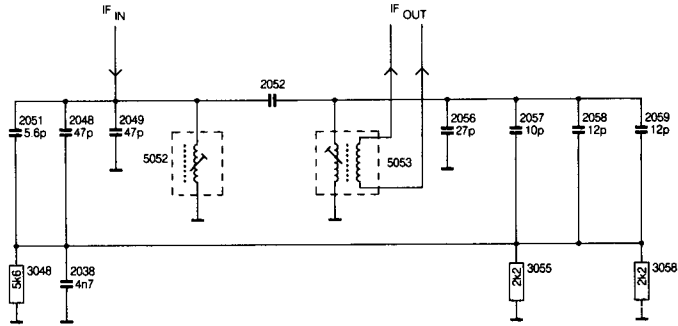 IF IN
IF OUT
2052
2051
5.6p
2048
47p
2049
47p
2056
27p
2057
10p
2058
12p
2059
12p
5052
5053
5k6
3048
2038
4n7
2k2
3055
2k2
3058